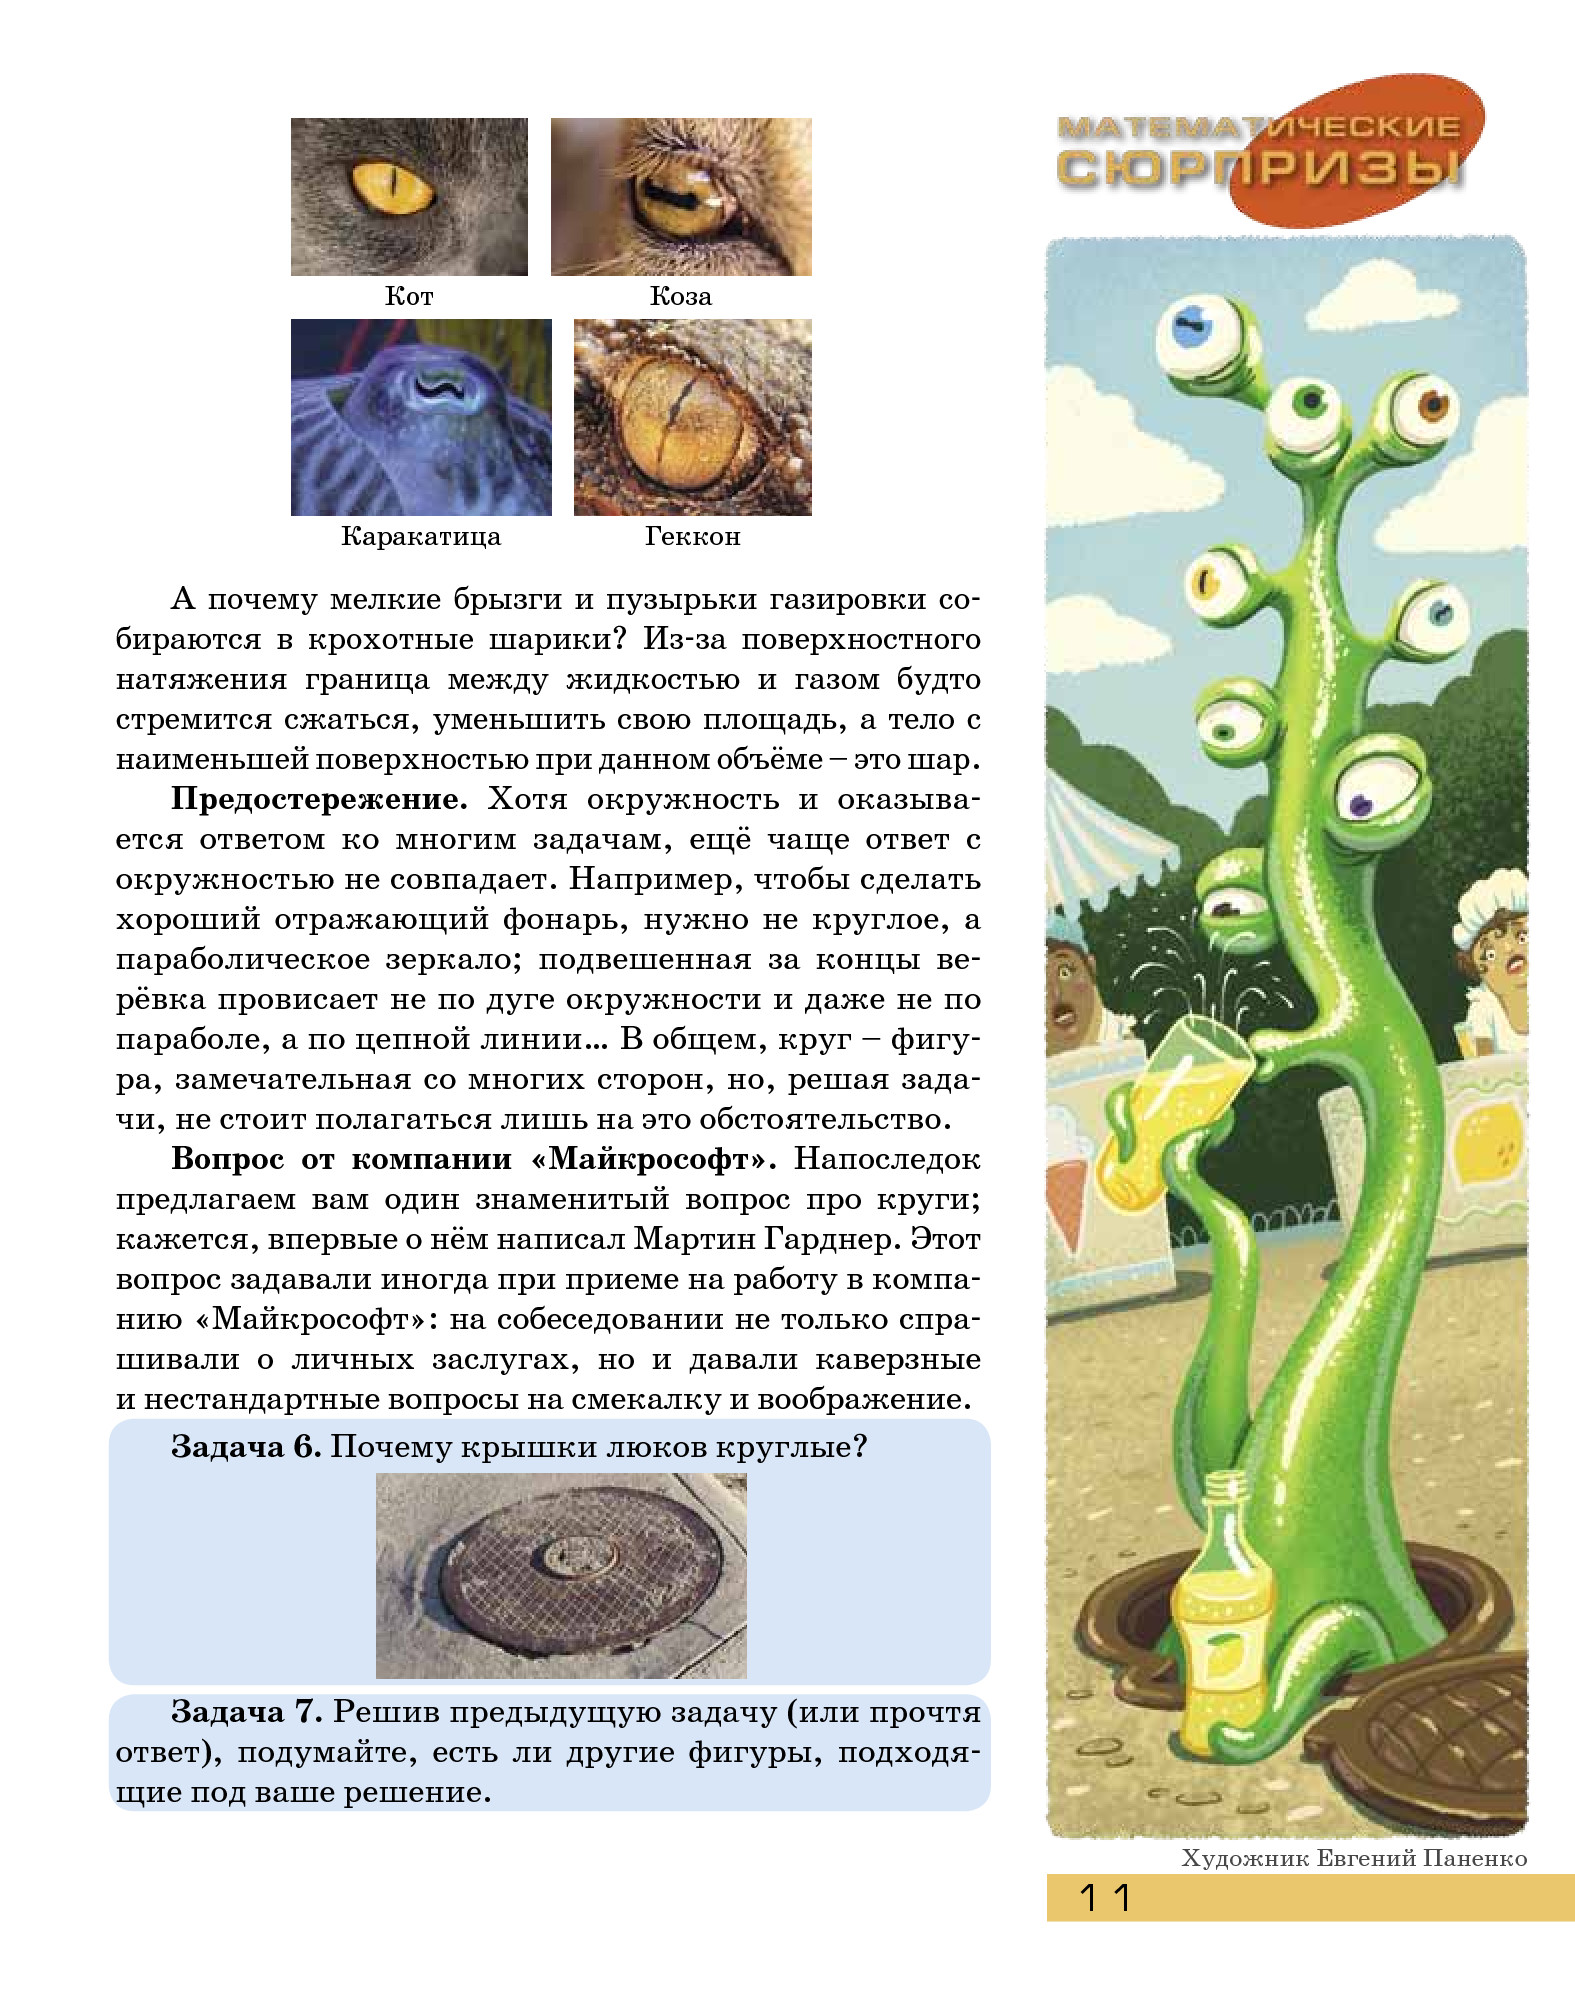 МАТЕМАТИЧЕСКИЕ
СЮРПРИЗЫ
Кот
Коза
Каракатица
Геккон
А почему мелкие брызги и пузырьки газировки со-
бираются в крохотные шарики? Из-за поверхностного
натяжения граница между жидкостью и газом будто
стремится сжаться, уменьшить свою площадь, а тело с
наименьшей поверхностью при данном объёме – это шар.
Предостережение. Хотя окружность и оказыва-
ется ответом ко многим задачам, ещё чаще ответ с
окружностью не совпадает. Например, чтобы сделать
хороший отражающий фонарь, нужно не круглое, а
параболическое зеркало; подвешенная за концы ве-
рёвка провисает не по дуге окружности и даже не по
параболе, а по цепной линии... В общем, круг – фигу-
ра, замечательная со многих сторон, но, решая зада-
чи, не стоит полагаться лишь на это обстоятельство.
Вопрос от компании «Майкрософт». Напоследок
предлагаем вам один знаменитый вопрос про круги;
кажется, впервые о нём написал Мартин Гарднер. Этот
вопрос задавали иногда при приеме на работу в компа-
нию «Майкрософт»: на собеседовании не только спра-
шивали о личных заслугах, но и давали каверзные
и нестандартные вопросы на смекалку и воображение.
Задача 6. Почему крышки люков круглые?
Задача 7. Решив предыдущую задачу (или прочтя
ответ), подумайте, есть ли другие фигуры, подходя-
щие под ваше решение.
Художник Евгений Паненко
11